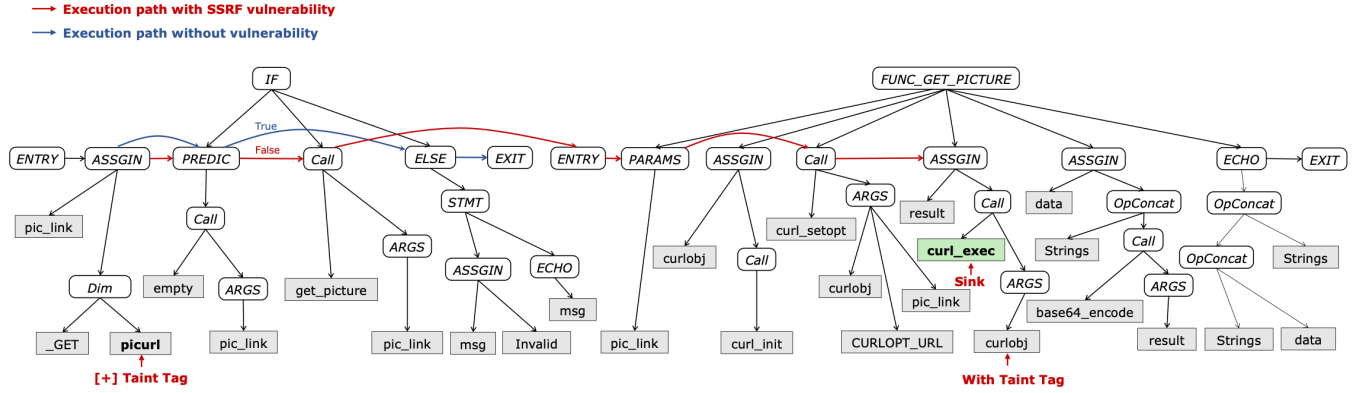 Execution path with SSRF vulnerability
Execution path without vulnerability
IF
FUNC_GET_PICTURE
True
False
ENTRY
ASSGIN
PREDIC
Call
ELSE
EXIT
ENTRY
PARAMS
ASSGIN
Call
ASSGIN
ASSGIN
ECHO
EXIT
pic_link
Call
STMT
ARGS
result
Call
data
OpConcat
OpConcat
curl_setopt
ARGS
curlobj
Call
curl_exec
Strings
Call
OpConcat
Strings
Sink
Dim
empty
ARGS
get_picture
ASSGIN
ECHO
msg
curlobj
pic_link
ARGS
base64_encode
ARGS
_GET
picurl
pic_link
pic_link
msg
Invalid
pic_link
curl_init
CURLOPT_URL
curlobj
result
Strings
data
[+] Taint Tag
With Taint Tag